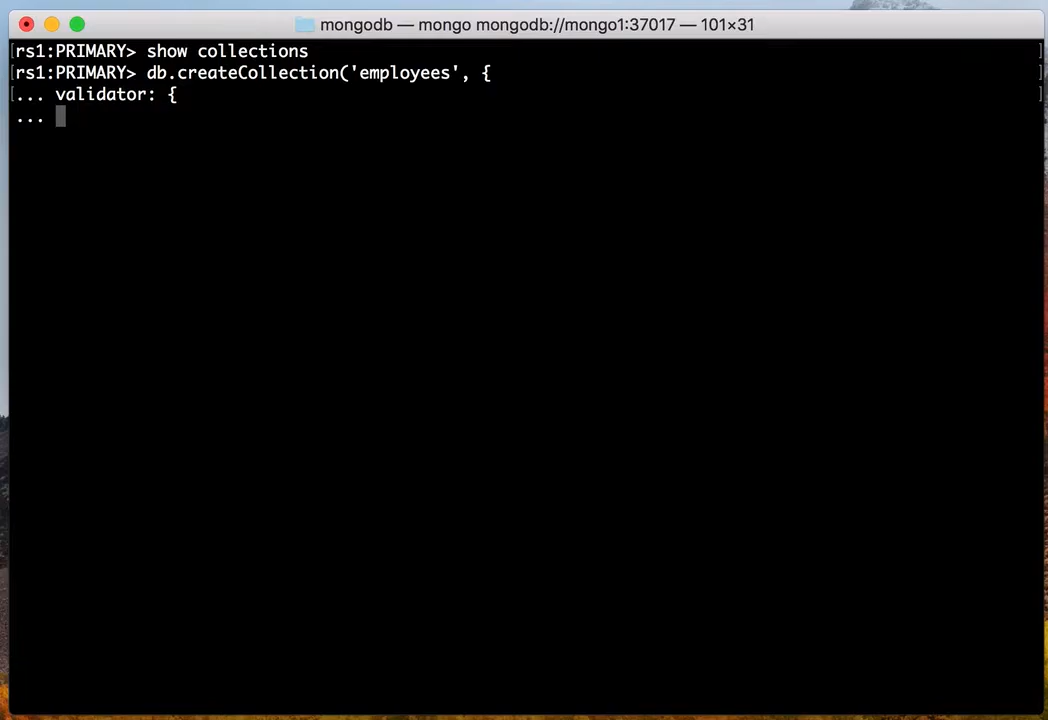 mongodb — mongo mongodb://mongo1:37017 — 101×31
[rs1:PRIMARY> show collections ]
[rs1:PRIMARY> db.createCollection('employees', { ]
[... validator: { ]
...